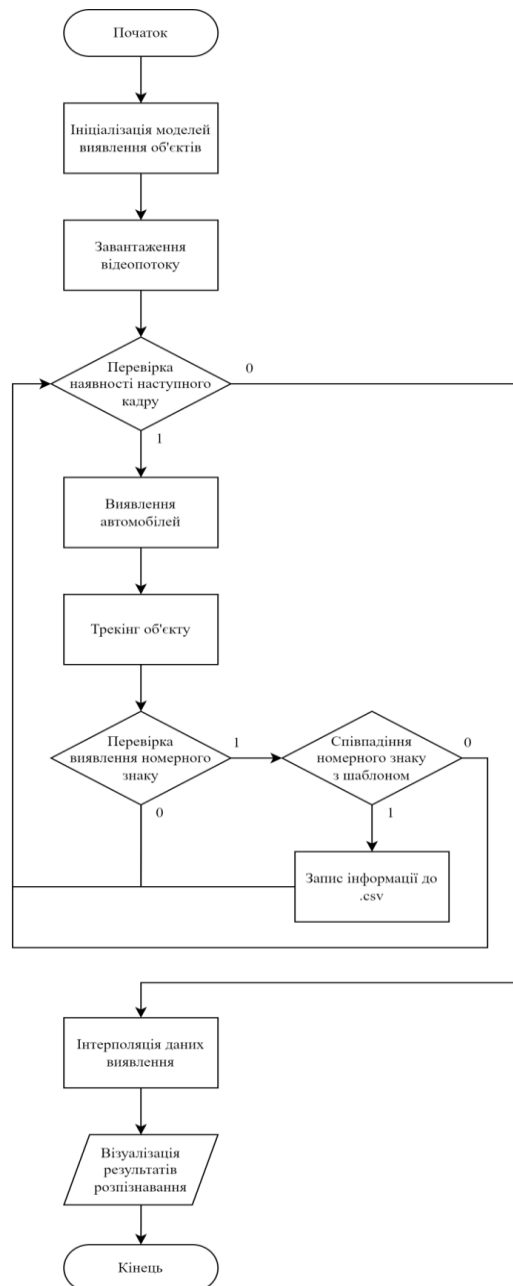 Початок
Ініціалізація моделей
виявлення об'єктів
Завантаження
відеопотоку
Перевірка
наявності наступного
кадру
0
1
Виявлення
автомобілей
Трекінг об'єкту
Перевірка
виявлення номерного
знаку
1
0
Співпадіння
номерного знаку
з шаблоном
0
1
Запис інформації до
.csv
Інтерполяція даних
виявлення
Візуалізація
результатів
розпізнавання
Кінець